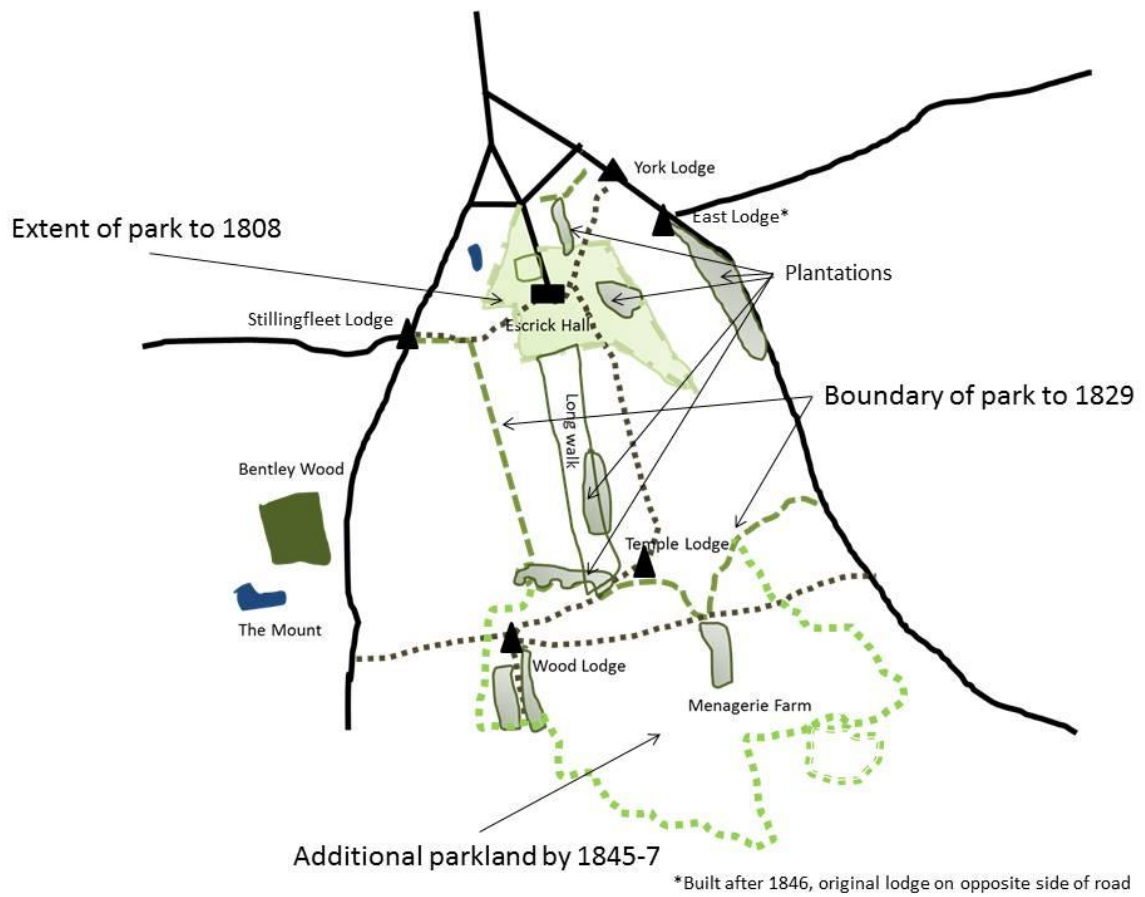 York Lodge
East Lodge*
Extent of park to 1808
Plantations
Stillingfleet Lodge
Escrick Hall
Boundary of park to 1829
Long walk
Bentley Wood
Temple Lodge
The Mount
Wood Lodge
Menagerie Farm
Additional parkland by 1845-7
*Built after 1846, original lodge on opposite side of road